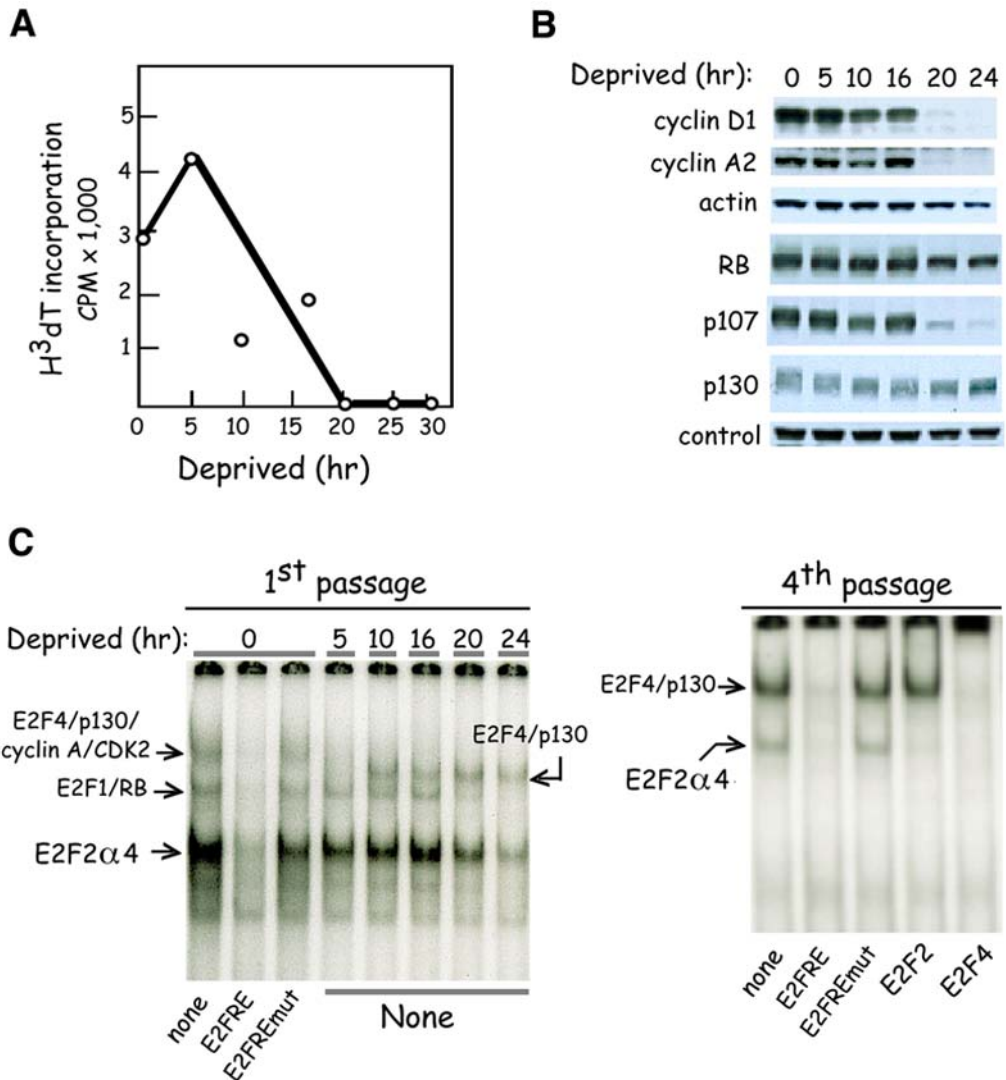 A
H3dT incorporation
CPM x 1,000
5
4
3
2
1
0 5 10 15 20 25 30
Deprived (hr)
B
Deprived (hr): 0 5 10 16 20 24
cyclin D1
cyclin A2
actin
RB
p107
p130
control
C
1st passage
Deprived (hr): 0 5 10 16 20 24
E2F4/p130/
cyclin A/CDK2
E2F1/RB
E2F2α4
E2F4/p130
none
E2FRE
E2FREmut
None
4th passage
E2F4/p130
E2F2α4
none
E2FRE
E2FREmut
E2F2
E2F4